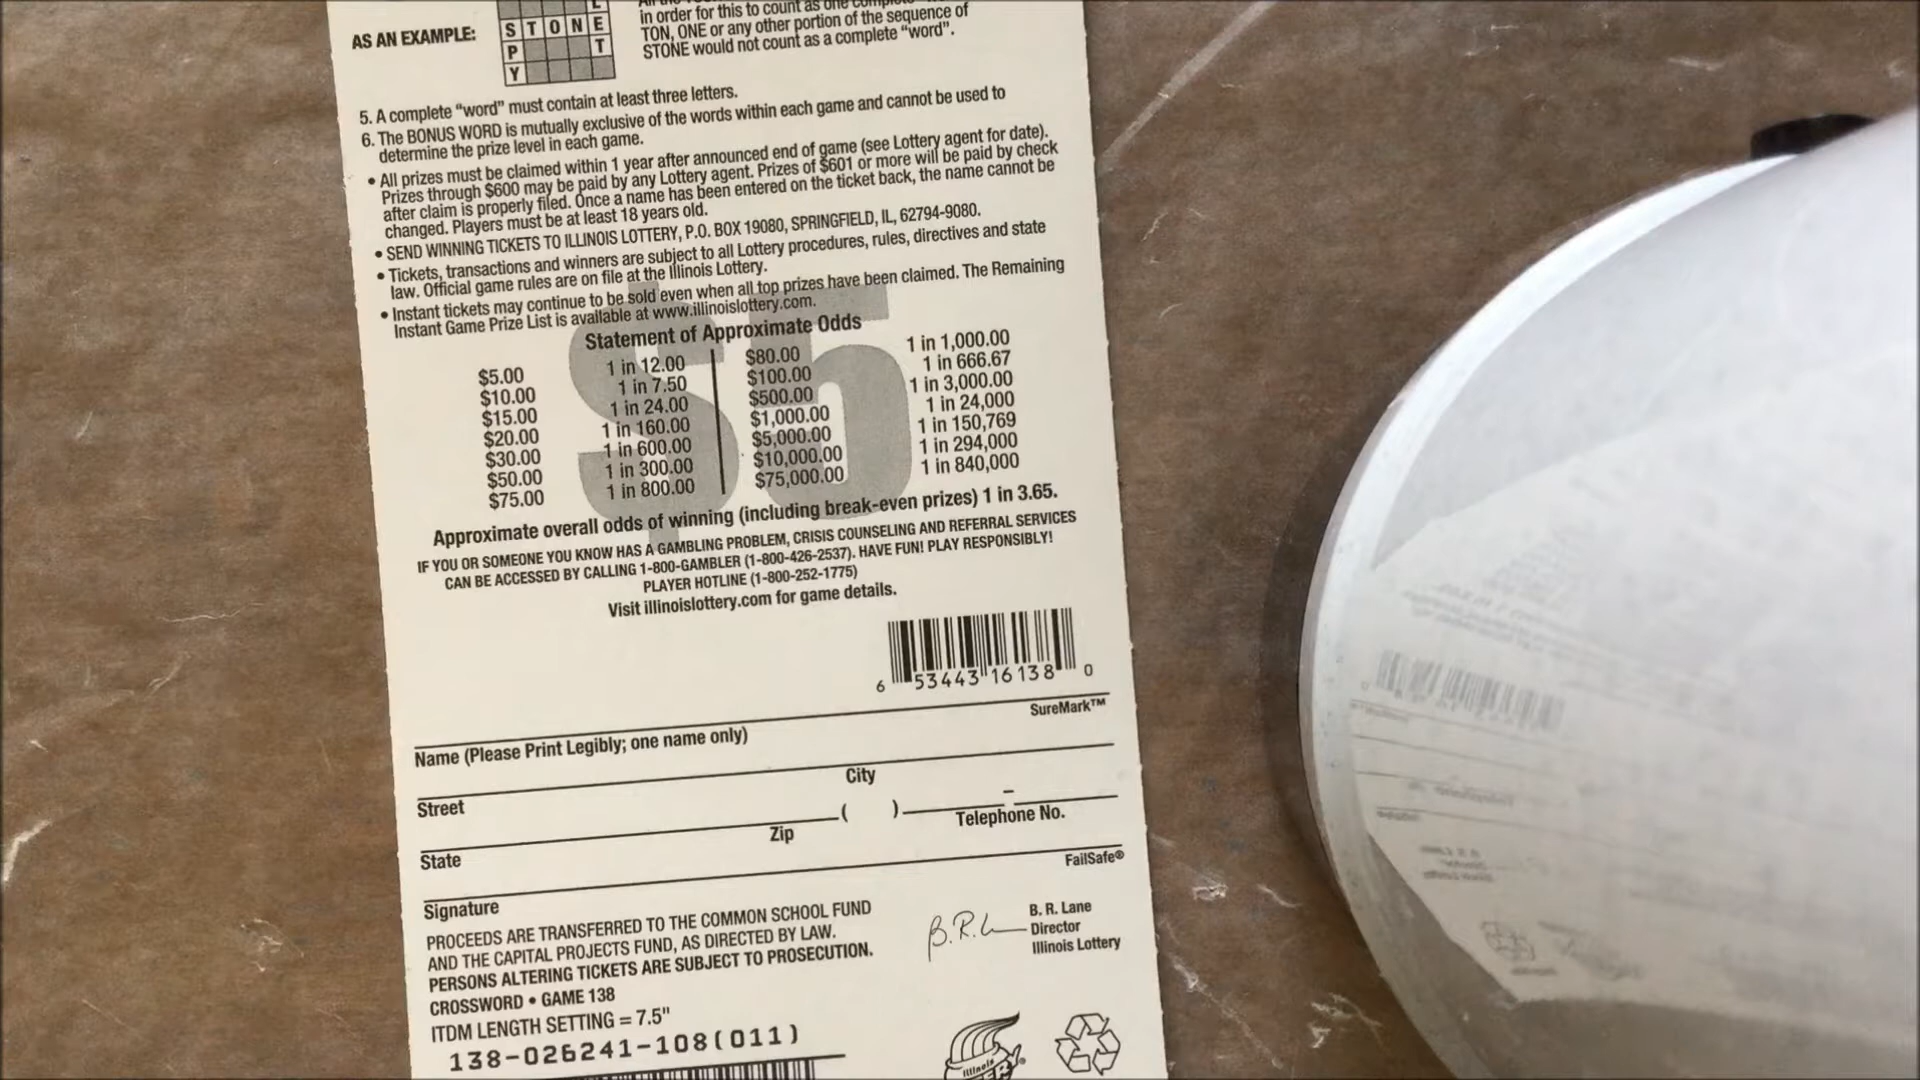 L
AS AN EXAMPLE: S T O N E
P T
Y
in order for this to count as one
TON, ONE or any other portion of the sequence of
STONE would not count as a complete “word”.
5. A complete “word” must contain at least three letters.
6. The BONUS WORD is mutually exclusive of the words within each game and cannot be used to
determine the prize level in each game.
• All prizes must be claimed within 1 year after announced end of game (see Lottery agent for date).
Prizes through $600 may be paid by any Lottery agent. Prizes of $601 or more will be paid by check
after claim is properly filed. Once a name has been entered on the ticket back, the name cannot be
changed. Players must be at least 18 years old.
• SEND WINNING TICKETS TO ILLINOIS LOTTERY, P.O. BOX 19080, SPRINGFIELD, IL, 62794-9080.
• Tickets, transactions and winners are subject to all Lottery procedures, rules, directives and state
law. Official game rules are on file at the Illinois Lottery.
• Instant tickets may continue to be sold even when all top prizes have been claimed. The Remaining
Instant Game Prize List is available at www.illinoislottery.com.
$5
Statement of Approximate Odds
$5.00 1 in 12.00 $80.00 1 in 1,000.00
$10.00 1 in 7.50 $100.00 1 in 666.67
$15.00 1 in 24.00 $500.00 1 in 3,000.00
$20.00 1 in 160.00 $1,000.00 1 in 24,000
$30.00 1 in 600.00 $5,000.00 1 in 150,769
$50.00 1 in 300.00 $10,000.00 1 in 294,000
$75.00 1 in 800.00 $75,000.00 1 in 840,000
Approximate overall odds of winning (including break-even prizes) 1 in 3.65.
IF YOU OR SOMEONE YOU KNOW HAS A GAMBLING PROBLEM, CRISIS COUNSELING AND REFERRAL SERVICES
CAN BE ACCESSED BY CALLING 1-800-GAMBLER (1-800-426-2537). HAVE FUN! PLAY RESPONSIBLY!
PLAYER HOTLINE (1-800-252-1775)
Visit illinoislottery.com for game details.
6 53443 16138 0
SureMark™
Name (Please Print Legibly; one name only)
Street City
( ) –
State Zip Telephone No.
FailSafe®
Signature
PROCEEDS ARE TRANSFERRED TO THE COMMON SCHOOL FUND
AND THE CAPITAL PROJECTS FUND, AS DIRECTED BY LAW.
PERSONS ALTERING TICKETS ARE SUBJECT TO PROSECUTION.
B.R.L
B. R. Lane
Director
Illinois Lottery
CROSSWORD • GAME 138
ITDM LENGTH SETTING = 7.5"
138-026241-108(011)
Illinois